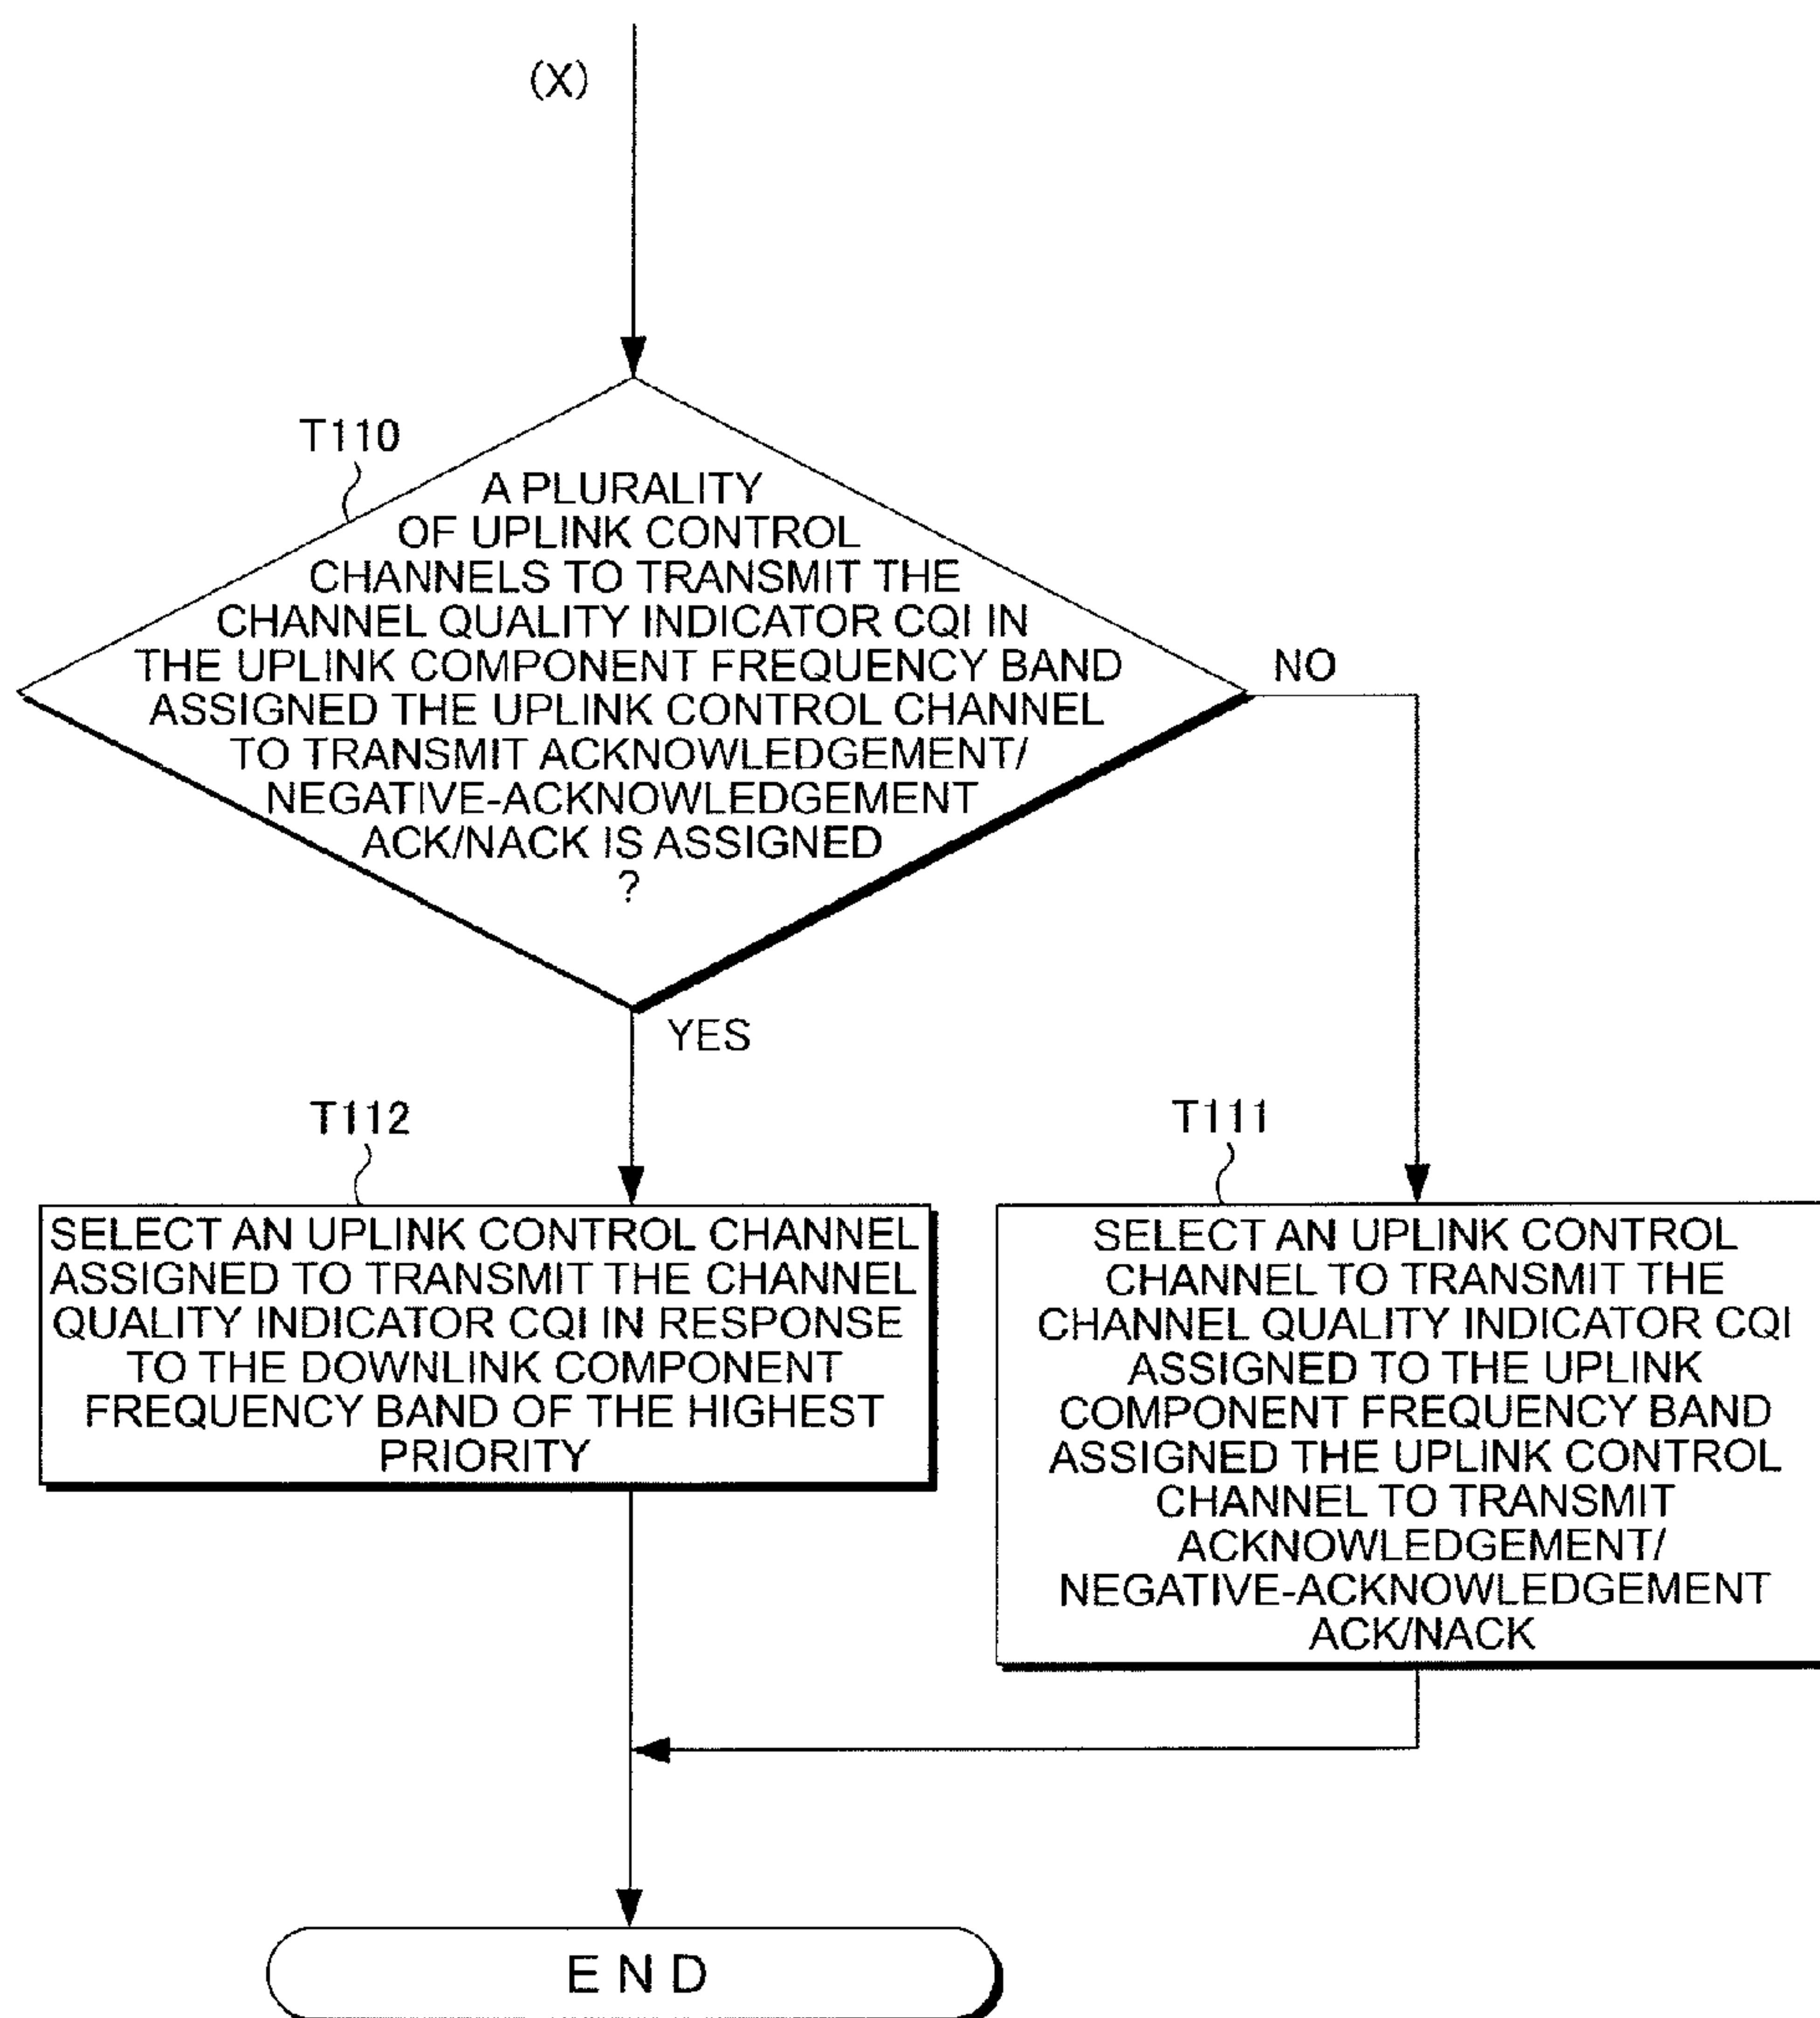 (X)
T110
A PLURALITY
OF UPLINK CONTROL
CHANNELS TO TRANSMIT THE
CHANNEL QUALITY INDICATOR CQI IN
THE UPLINK COMPONENT FREQUENCY BAND
ASSIGNED THE UPLINK CONTROL CHANNEL
TO TRANSMIT ACKNOWLEDGEMENT/
NEGATIVE-ACKNOWLEDGEMENT
ACK/NACK IS ASSIGNED
?
NO
YES
T112
SELECT AN UPLINK CONTROL CHANNEL
ASSIGNED TO TRANSMIT THE CHANNEL
QUALITY INDICATOR CQI IN RESPONSE
TO THE DOWNLINK COMPONENT
FREQUENCY BAND OF THE HIGHEST
PRIORITY
T111
SELECT AN UPLINK CONTROL
CHANNEL TO TRANSMIT THE
CHANNEL QUALITY INDICATOR CQI
ASSIGNED TO THE UPLINK
COMPONENT FREQUENCY BAND
ASSIGNED THE UPLINK CONTROL
CHANNEL TO TRANSMIT
ACKNOWLEDGEMENT/
NEGATIVE-ACKNOWLEDGEMENT
ACK/NACK
END